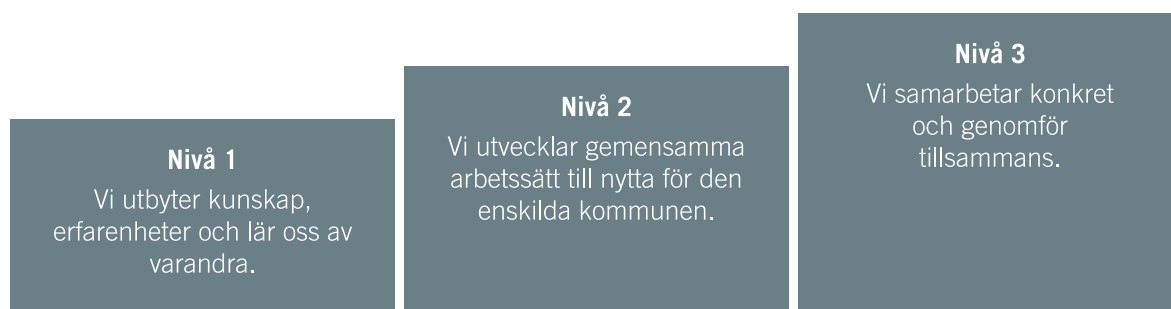 Nivå 1
Vi utbyter kunskap,
erfarenheter och lär oss av
varandra.
Nivå 2
Vi utvecklar gemensamma
arbetssätt till nytta för den
enskilda kommunen.
Nivå 3
Vi samarbetar konkret
och genomför
tillsammans.